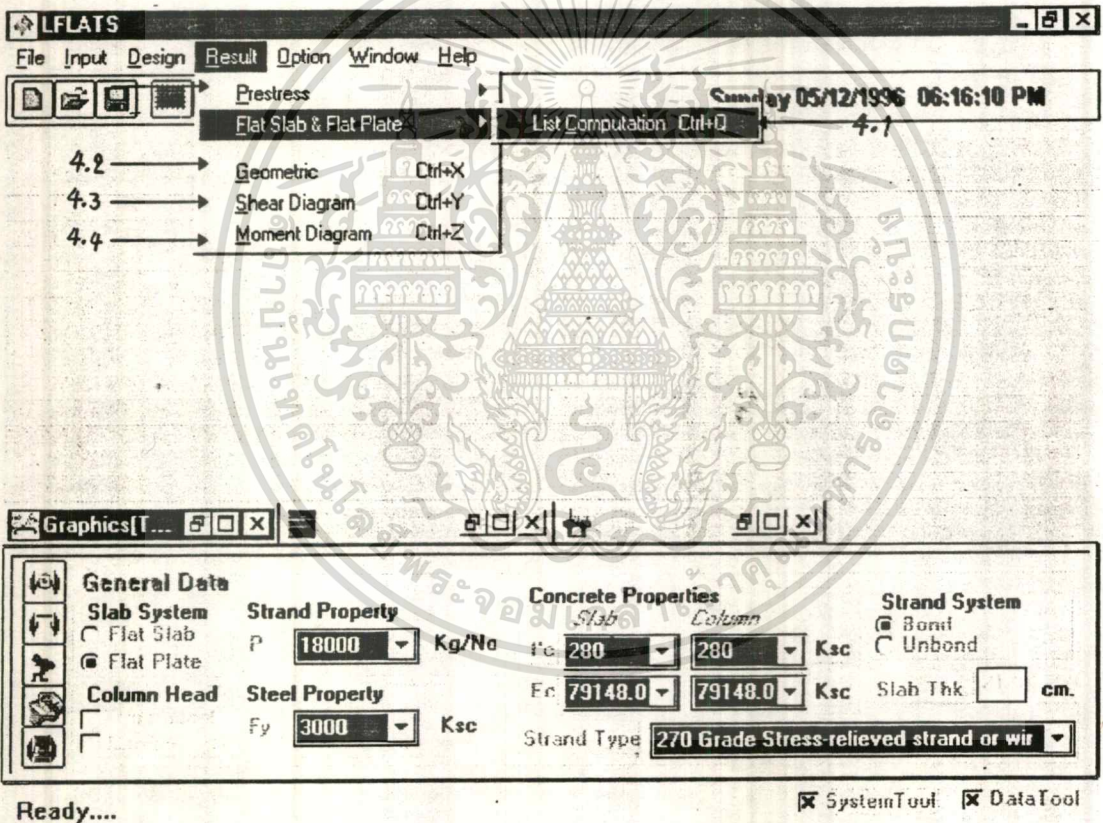 LFLATS
File Input Design Result Option Window Help
Prestress
Sunday 05/12/1996 06:16:10 PM
Flat Slab & Flat Plate
List Computation Ctrl+Q
4.1
4.2 Geometric Ctrl+X
4.3 Shear Diagram Ctrl+Y
4.4 Moment Diagram Ctrl+Z
Graphics[T...
General Data
Slab System
Flat Slab
Flat Plate
Column Head
Strand Property
P 18000 Kg/No
Steel Property
Fy 3000 Ksc
Concrete Properties
Slab Column
280 280 Ksc
Ec 79148.0 79148.0 Ksc
Strand Type 270 Grade Stress-relieved strand or wir
Strand System
Bond
Unbond
Slab Thk. cm.
SystemTool DataTool
Ready....